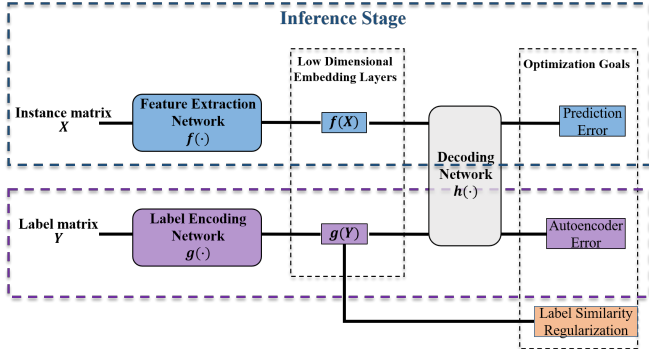 Inference Stage
Low Dimensional
Embedding Layers
Optimization Goals
Instance matrix
X
Feature Extraction
Network
f(·)
f(X)
Prediction
Error
Decoding
Network
h(·)
Label matrix
Y
Label Encoding
Network
g(·)
g(Y)
Autoencoder
Error
Label Similarity
Regularization